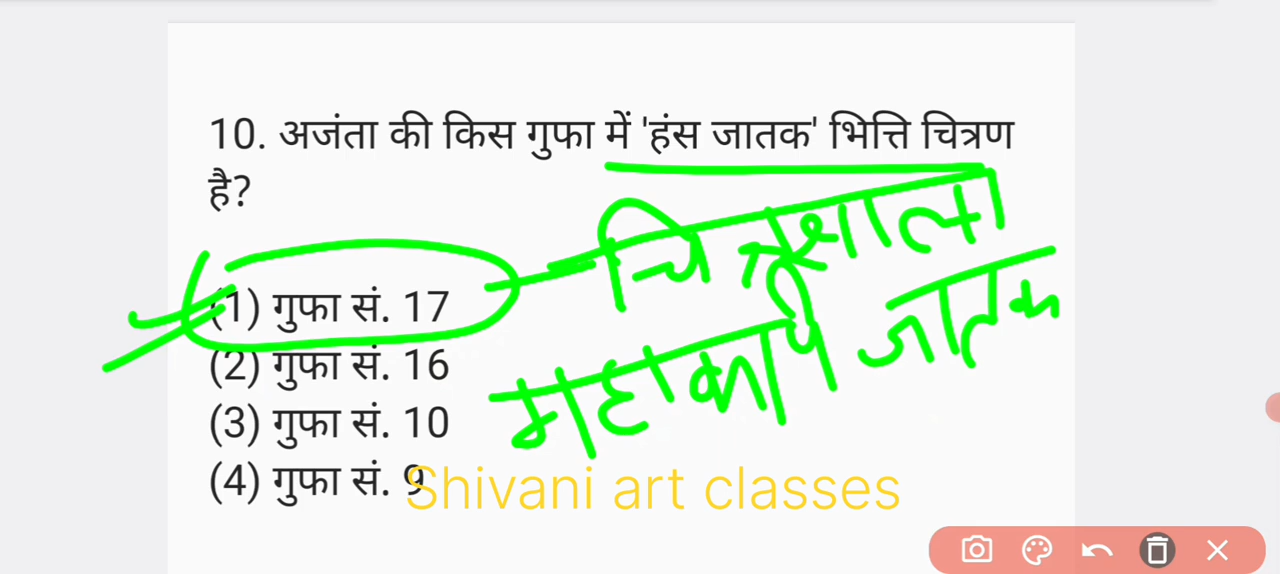 10. अजंता की किस गुफा में 'हंस जातक' भित्ति चित्रण
है?
(1) गुफा सं. 17
चित्रशाला
(2) गुफा सं. 16
महाकपि जातक
(3) गुफा सं. 10
(4) गुफा सं. 9
Shivani art classes